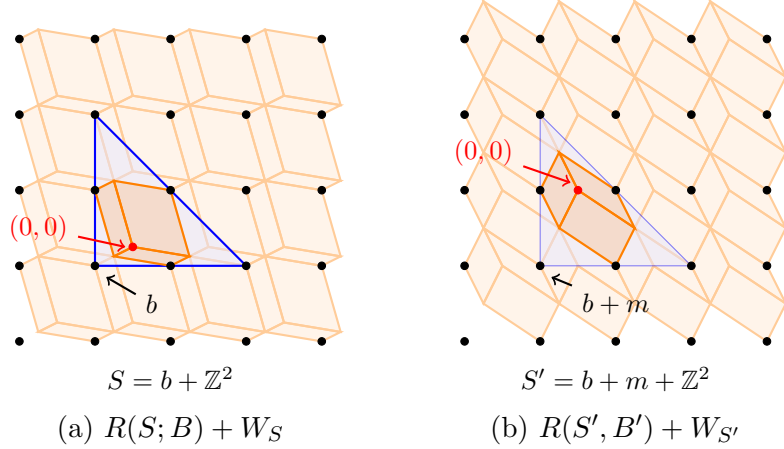 (0, 0)
b
S = b + ℤ²
(a) R(S; B) + W_S
(0, 0)
b + m
S′ = b + m + ℤ²
(b) R(S′, B′) + W_{S′}